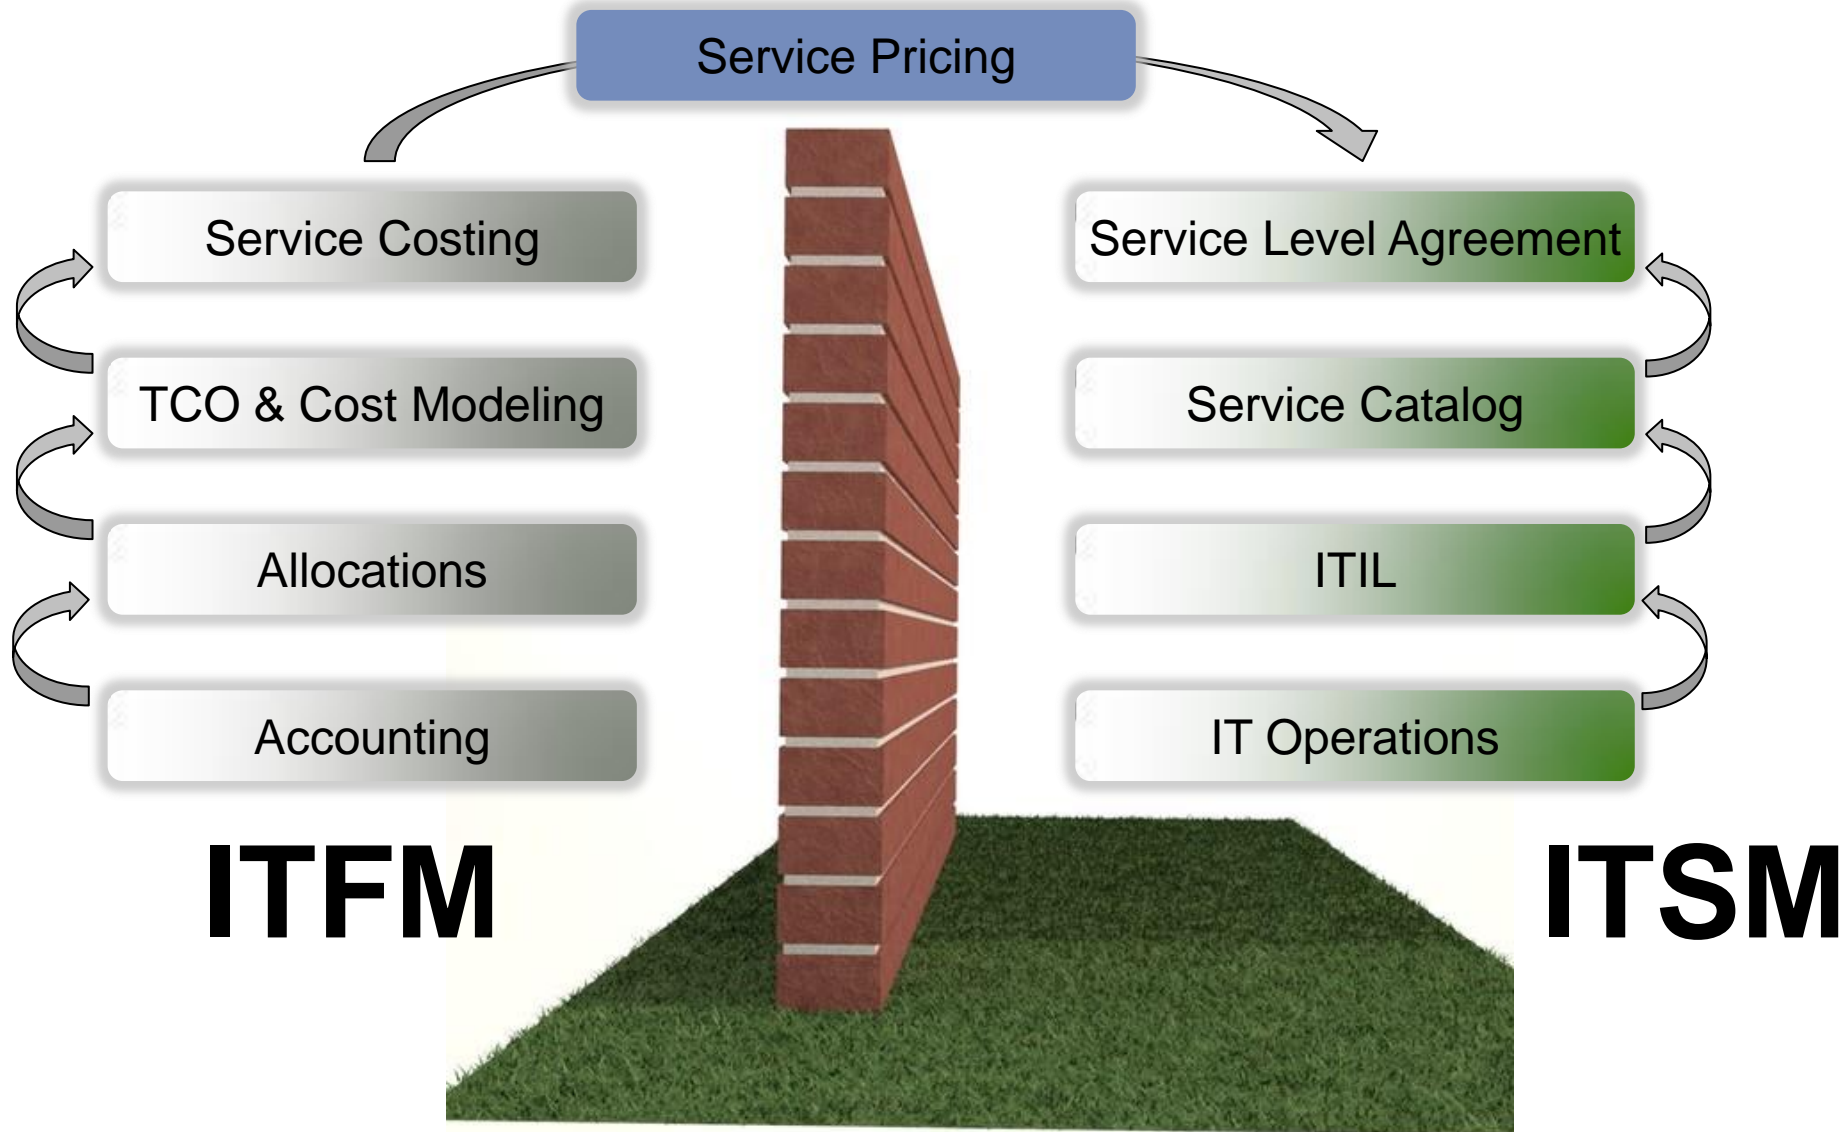 Service Pricing
Service Costing
TCO & Cost Modeling
Allocations
Accounting
ITFM
Service Level Agreement
Service Catalog
ITIL
IT Operations
ITSM